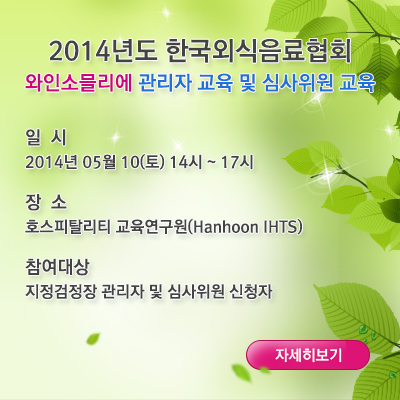 2014년도 한국외식음료협회
와인소믈리에 관리자 교육 및 심사위원 교육
일 시
2014년 05월 10(토) 14시 ~ 17시
장 소
호스피탈리티 교육연구원(Hanhoon IHTS)
참여대상
지정검정장 관리자 및 심사위원 신청자
자세히보기